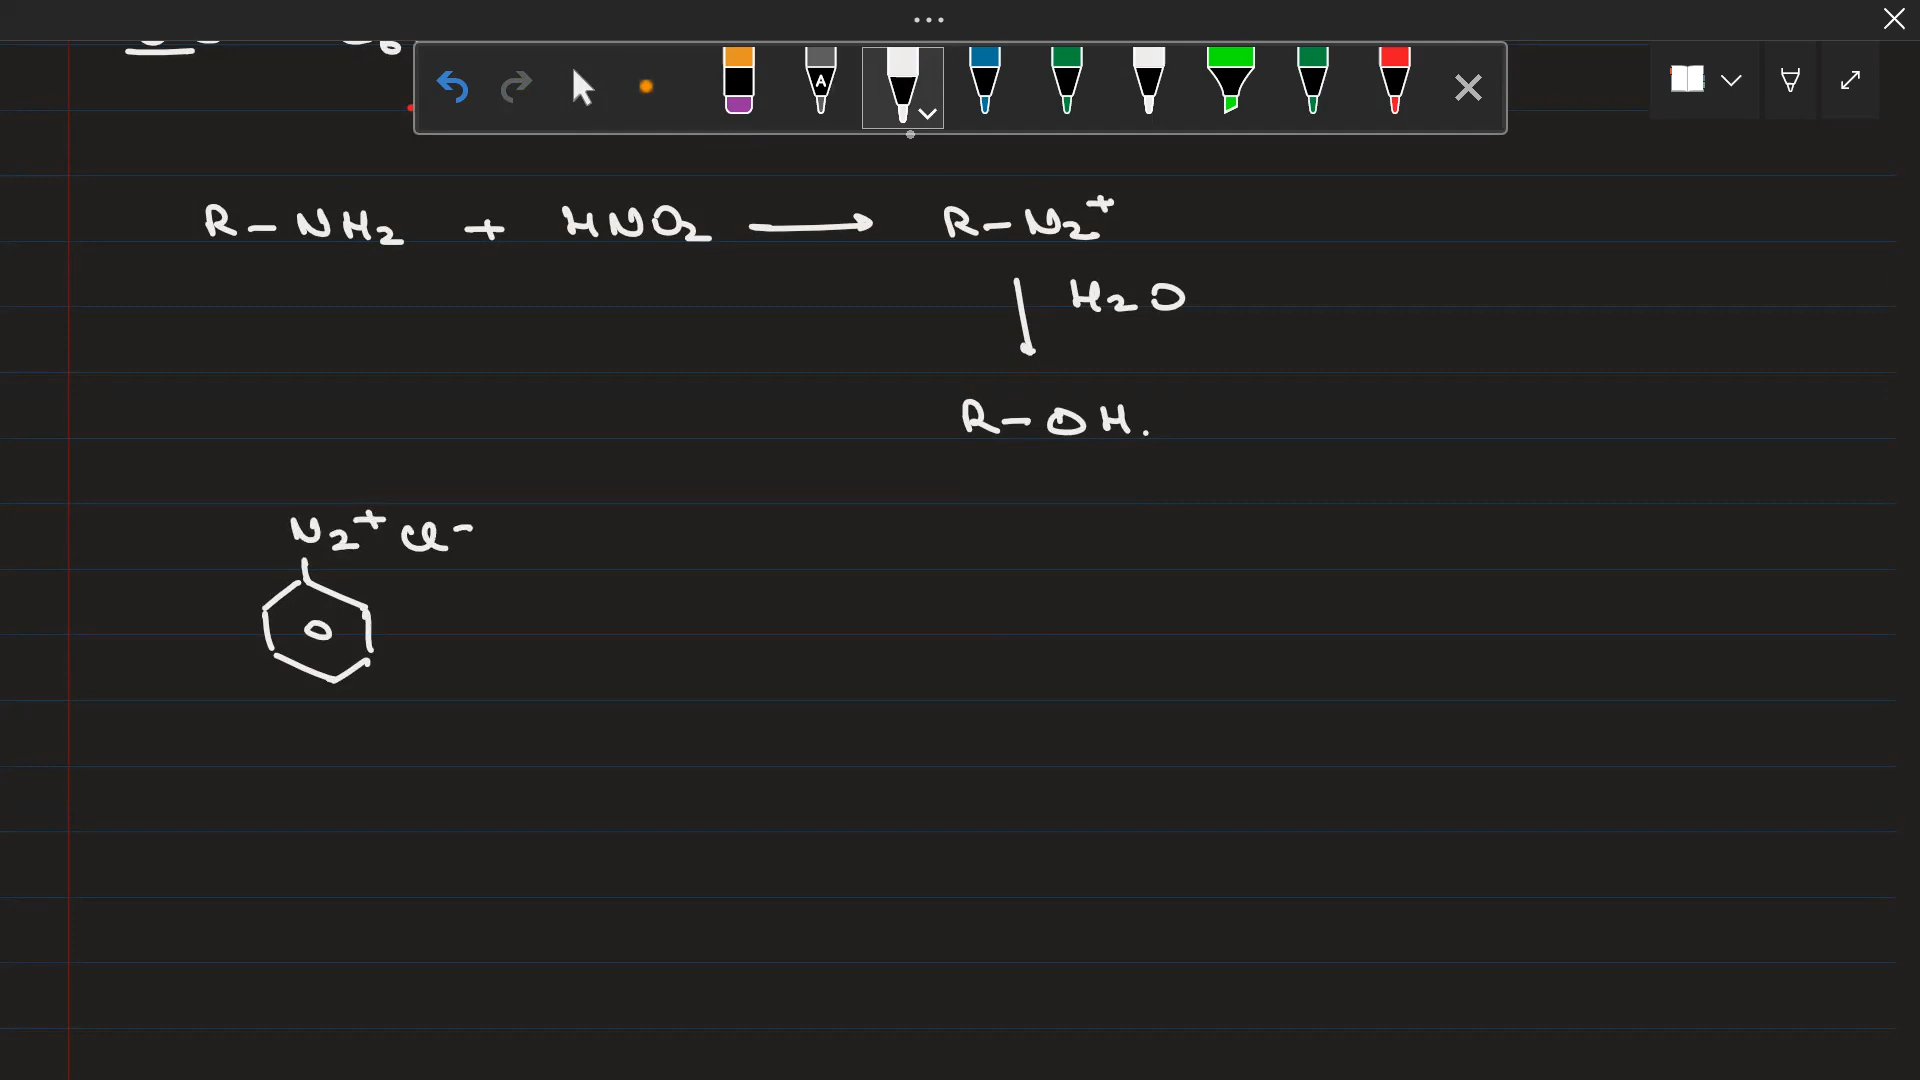 R-NH2 + HNO2 ⟶ R-N2+
H2O
R-OH.
N2+ Cl-
A